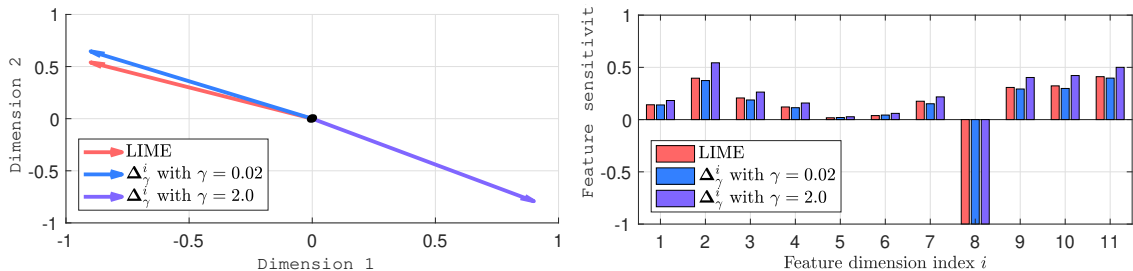 1
0.5
0
-0.5
-1
-1
-0.5
0
0.5
1
Dimension 2
Dimension 1
LIME
Δ^i_γ with γ = 0.02
Δ^i_γ with γ = 2.0
1
0.5
0
-0.5
-1
1 2 3 4 5 6 7 8 9 10 11
Feature sensitivit
Feature dimension index i
LIME
Δ^i_γ with γ = 0.02
Δ^i_γ with γ = 2.0